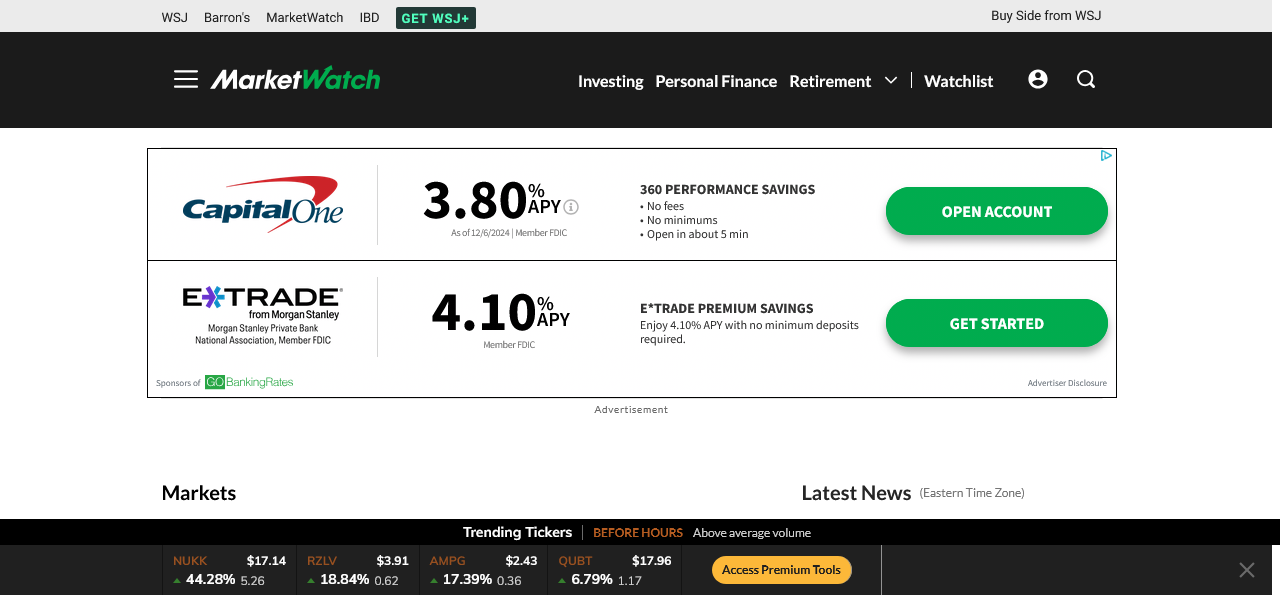 WSJ Barron's MarketWatch IBD GET WSJ+ Buy Side from WSJ
MarketWatch Investing Personal Finance Retirement Watchlist
CapitalOne
3.80% APY
As of 12/6/2024 | Member FDIC
360 PERFORMANCE SAVINGS
• No fees
• No minimums
• Open in about 5 min
OPEN ACCOUNT
E*TRADE®
from Morgan Stanley
Morgan Stanley Private Bank
National Association, Member FDIC
4.10% APY
Member FDIC
E*TRADE PREMIUM SAVINGS
Enjoy 4.10% APY with no minimum deposits
required.
GET STARTED
Sponsors of GOBankingRates Advertiser Disclosure
Advertisement
Markets
Latest News (Eastern Time Zone)
Trending Tickers BEFORE HOURS Above average volume
NUKK $17.14
44.28% 5.26
RZLV $3.91
18.84% 0.62
AMPG $2.43
17.39% 0.36
QUBT $17.96
6.79% 1.17
Access Premium Tools